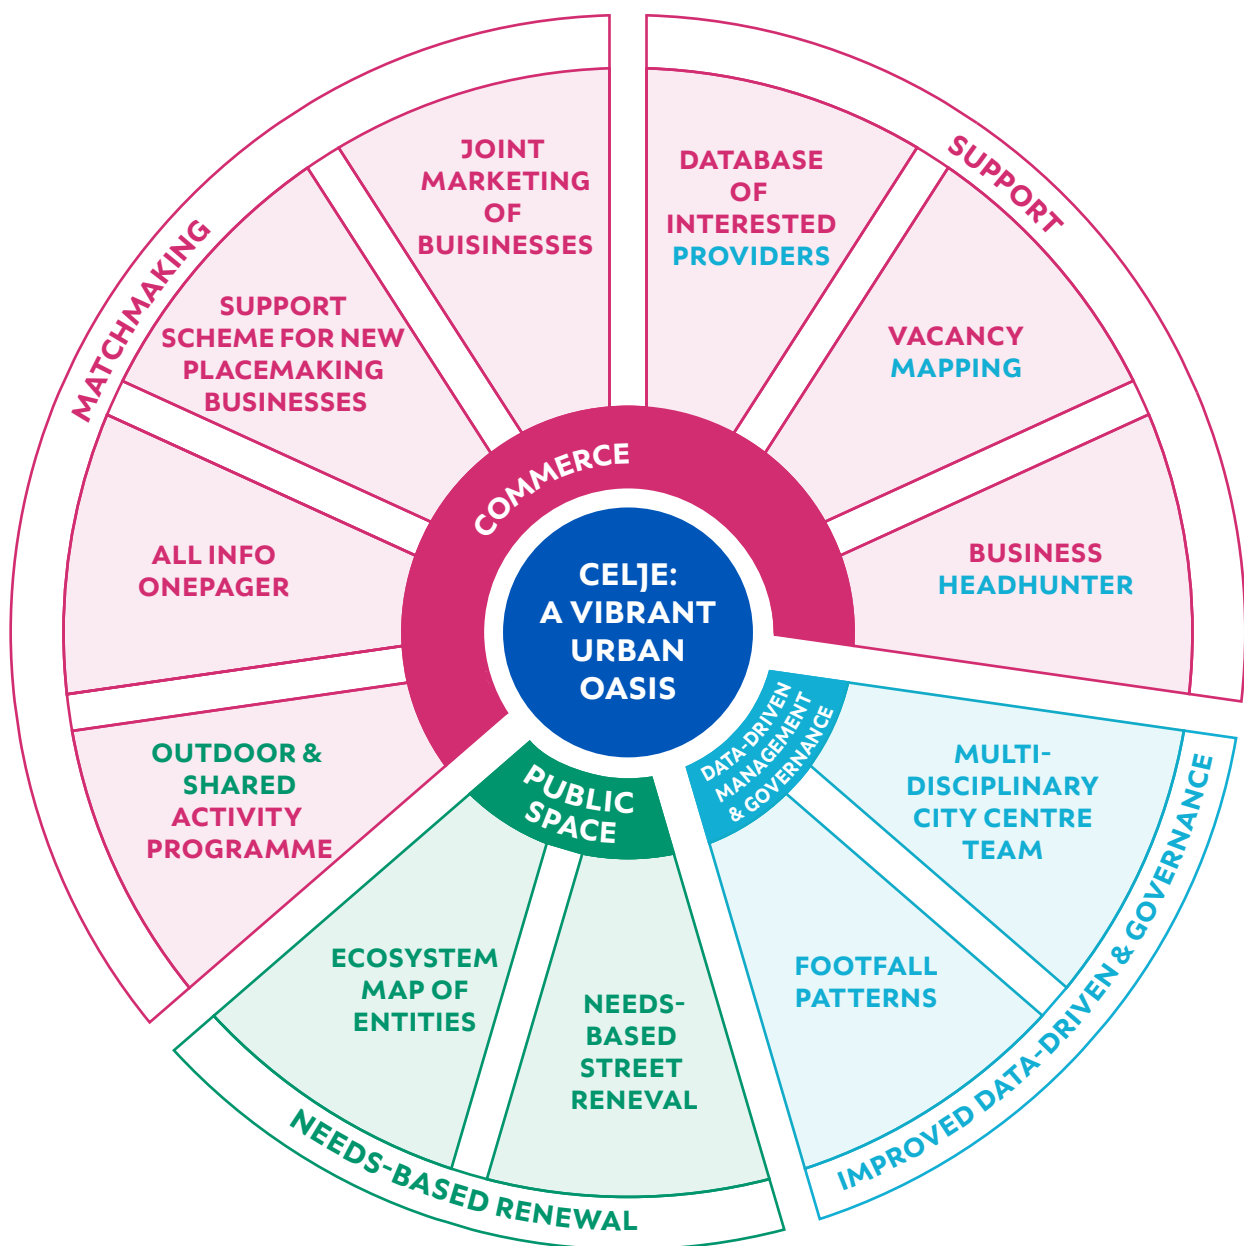 CELJE:
A VIBRANT
URBAN
OASIS
COMMERCE
MATCHMAKING
JOINT
MARKETING
OF
BUISINESSES
SUPPORT
SCHEME FOR NEW
PLACEMAKING
BUSINESSES
ALL INFO
ONEPAGER
OUTDOOR &
SHARED
ACTIVITY
PROGRAMME
SUPPORT
DATABASE
OF
INTERESTED
PROVIDERS
VACANCY
MAPPING
BUSINESS
HEADHUNTER
DATA-DRIVEN
MANAGEMENT
& GOVERNANCE
MULTI-
DISCIPLINARY
CITY CENTRE
TEAM
FOOTFALL
PATTERNS
IMPROVED DATA-DRIVEN & GOVERNANCE
PUBLIC
SPACE
ECOSYSTEM
MAP OF
ENTITIES
NEEDS-
BASED
STREET
RENEVAL
NEEDS-BASED RENEWAL